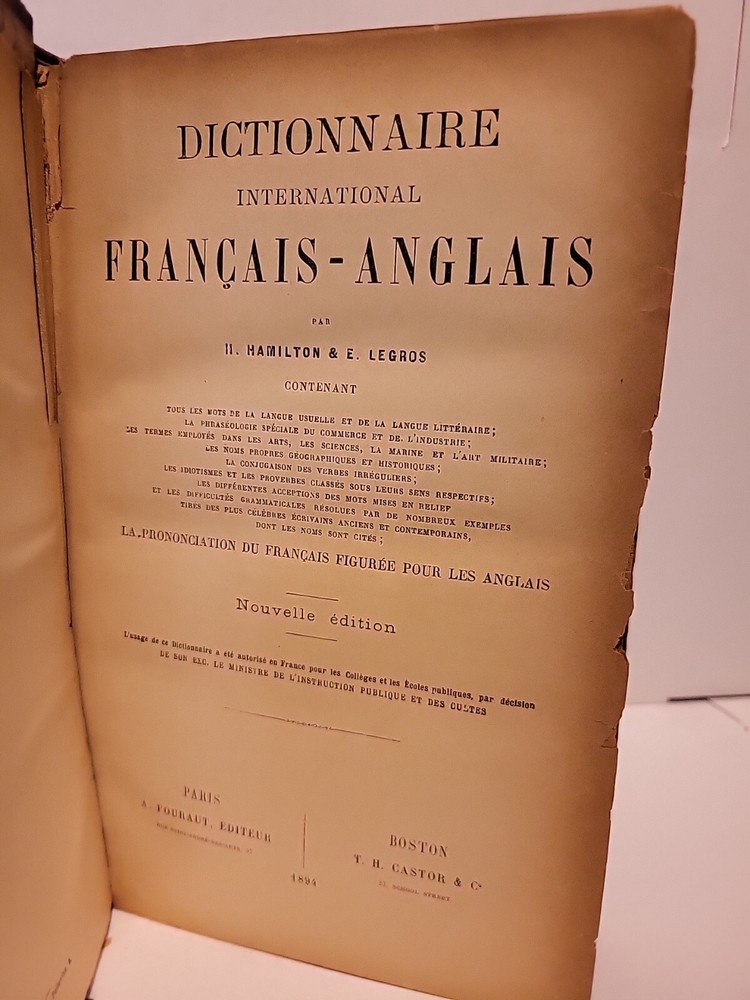 DICTIONNAIRE
INTERNATIONAL
FRANÇAIS-ANGLAIS
PAR
H. HAMILTON & E. LEGROS
CONTENANT
TOUS LES MOTS DE LA LANGUE USUELLE ET DE LA LANGUE LITTÉRAIRE;
LA PHRASÉOLOGIE SPÉCIALE DU COMMERCE ET DE L'INDUSTRIE;
LES TERMES EMPLOYÉS DANS LES ARTS, LES SCIENCES, LA MARINE ET L'ART MILITAIRE;
LES NOMS PROPRES GÉOGRAPHIQUES ET HISTORIQUES;
LA CONJUGAISON DES VERBES IRRÉGULIERS;
LES IDIOTISMES ET LES PROVERBES CLASSÉS SOUS LEURS SENS RESPECTIFS;
LES DIFFÉRENTES ACCEPTIONS DES MOTS MISES EN RELIEF
ET LES DIFFICULTÉS GRAMMATICALES RÉSOLUES PAR DE NOMBREUX EXEMPLES
TIRÉS DES PLUS CÉLÈBRES ÉCRIVAINS ANCIENS ET CONTEMPORAINS,
DONT LES NOMS SONT CITÉS;
LA PRONONCIATION DU FRANÇAIS FIGURÉE POUR LES ANGLAIS
Nouvelle édition
L'usage de ce Dictionnaire a été autorisé en France pour les Collèges et les Écoles publiques, par décision
DE SON EXC. LE MINISTRE DE L'INSTRUCTION PUBLIQUE ET DES CULTES
PARIS
A. FOURAUT, ÉDITEUR
BOSTON
T. H. CASTOR & Cº
23, SCHOOL STREET
1894